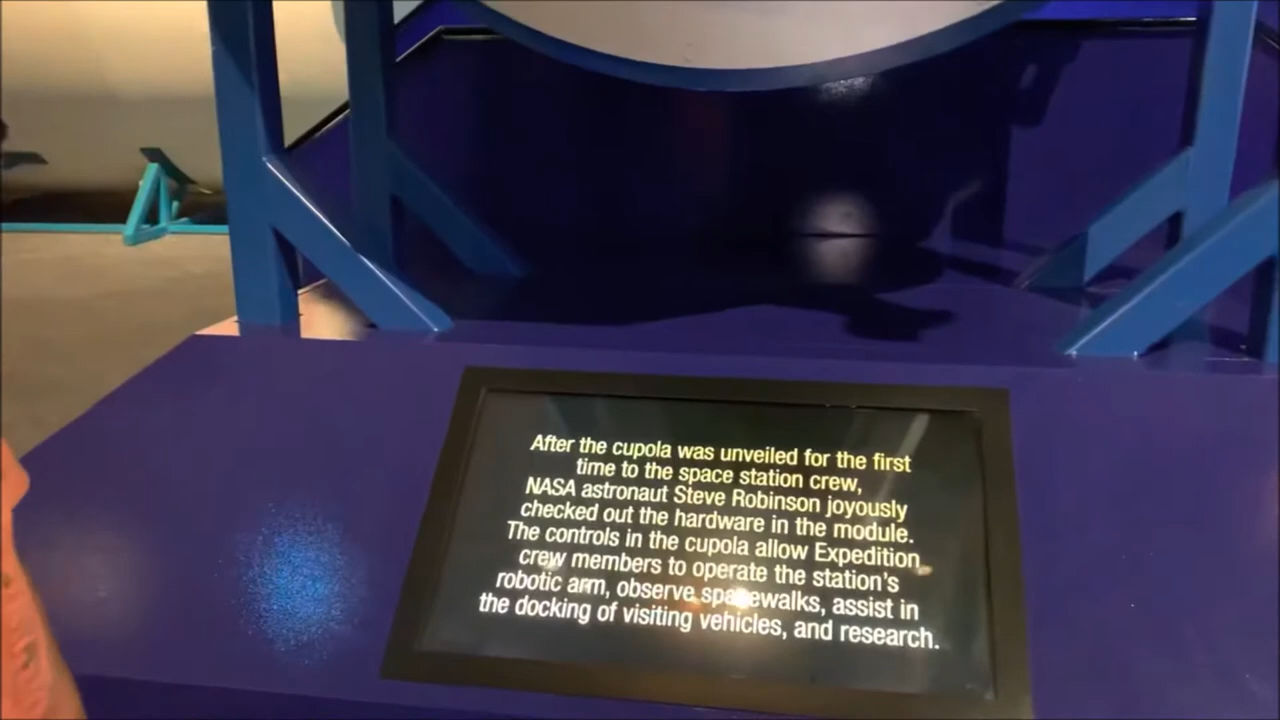 After the cupola was unveiled for the first
time to the space station crew,
NASA astronaut Steve Robinson joyously
checked out the hardware in the module.
The controls in the cupola allow Expedition
crew members to operate the station's
robotic arm, observe spacewalks, assist in
the docking of visiting vehicles, and research.